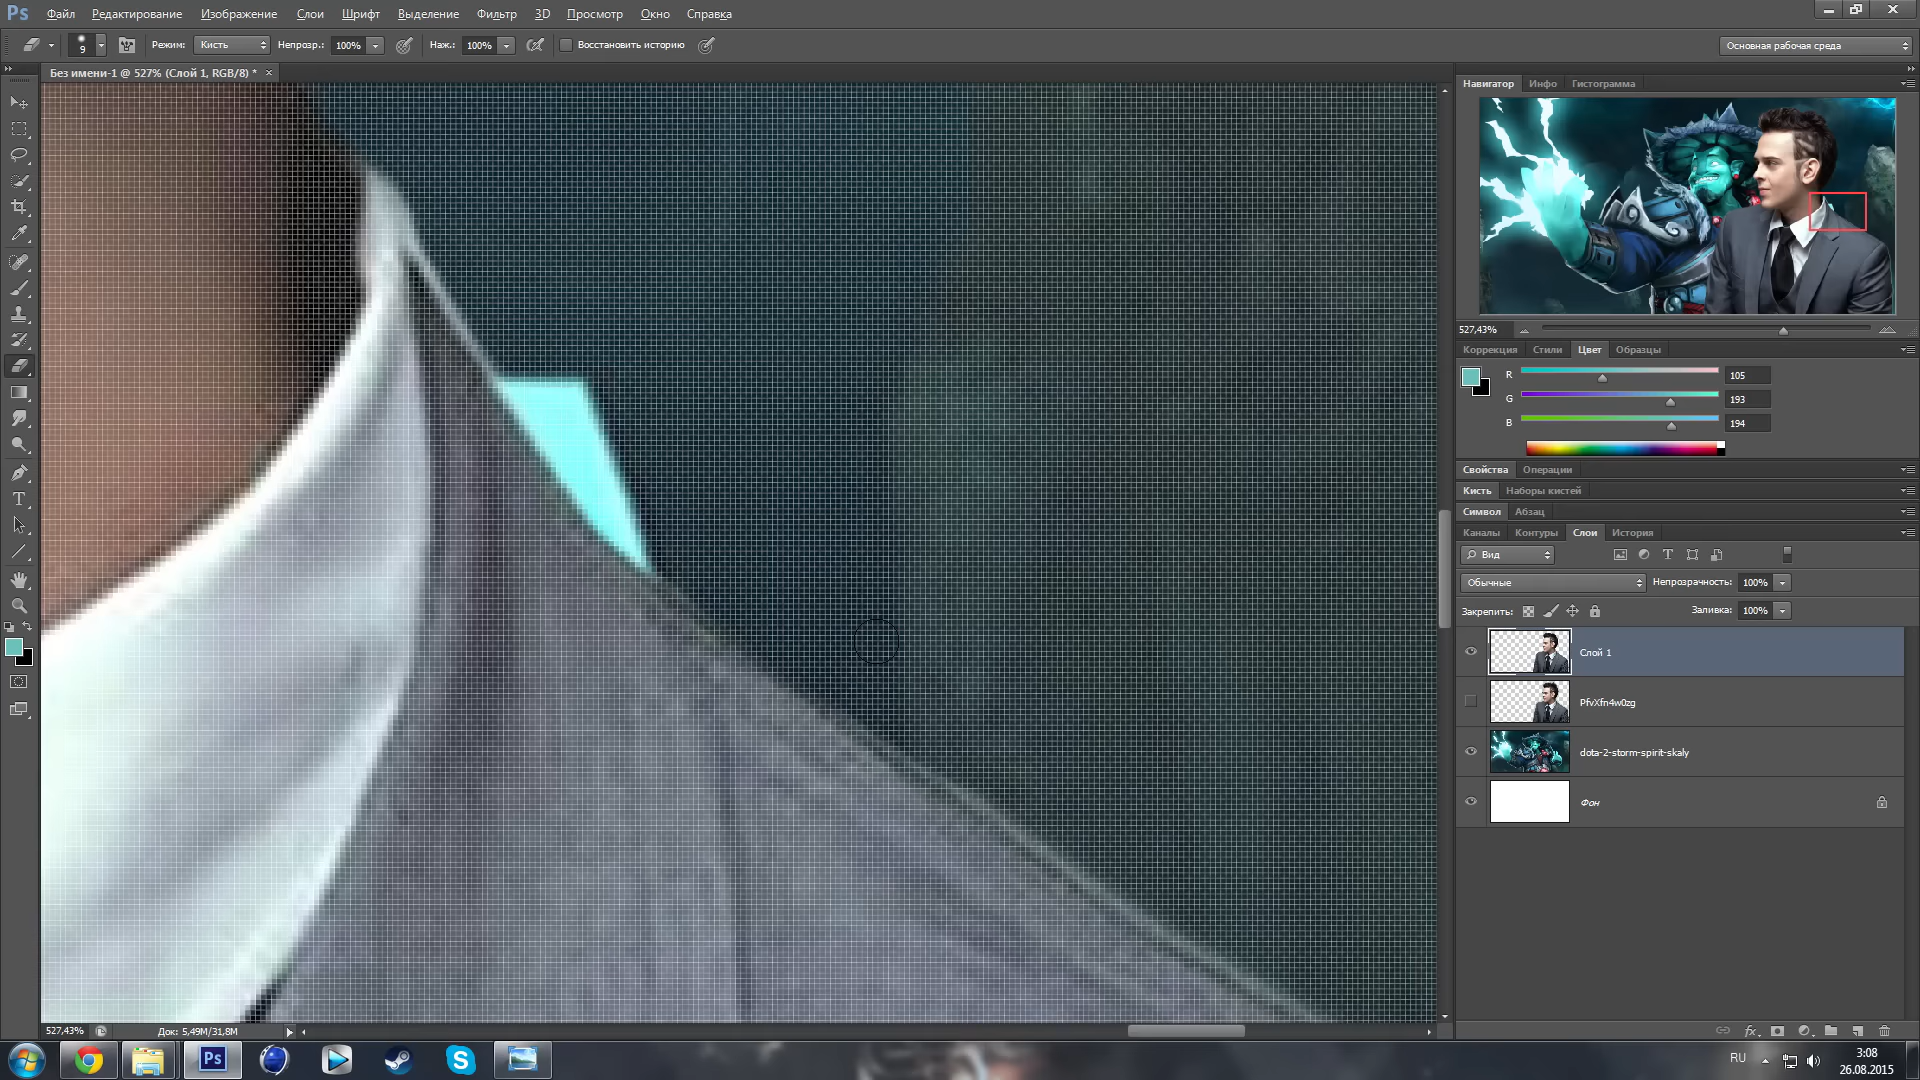 Ps Файл Редактирование Изображение Слои Шрифт Выделение Фильтр 3D Просмотр Окно Справка
9 Режим: Кисть Непрозр.: 100% Наж.: 100% Восстановить историю Основная рабочая среда
Без имени-1 @ 527% (Слой 1, RGB/8) * ×
Навигатор Инфо Гистограмма
527,43%
Коррекция Стили Цвет Образцы
R 105
G 193
B 194
Свойства Операции
Кисть Наборы кистей
Символ Абзац
Каналы Контуры Слои История
Вид
Обычные Непрозрачность: 100%
Закрепить: Заливка: 100%
Слой 1
PfvXfn4w0zg
dota-2-storm-spirit-skaly
Фон
fx
527,43% Док: 5,49M/31,8M
Ps
RU 3:08
26.08.2015